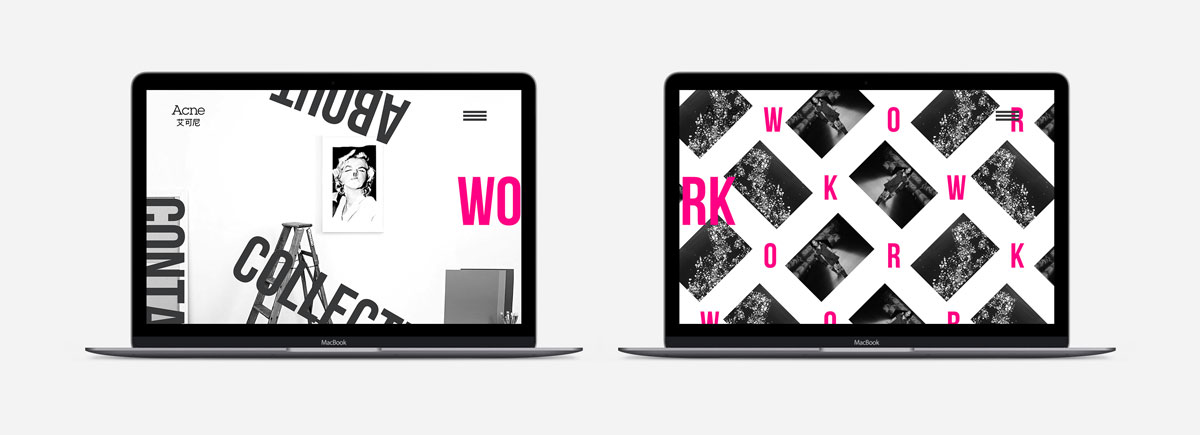 Acne
艾可尼
ABOUT
WO
CONTA
COLLECT
MacBook
W O R
RK
K W
O R K
W O R
MacBook